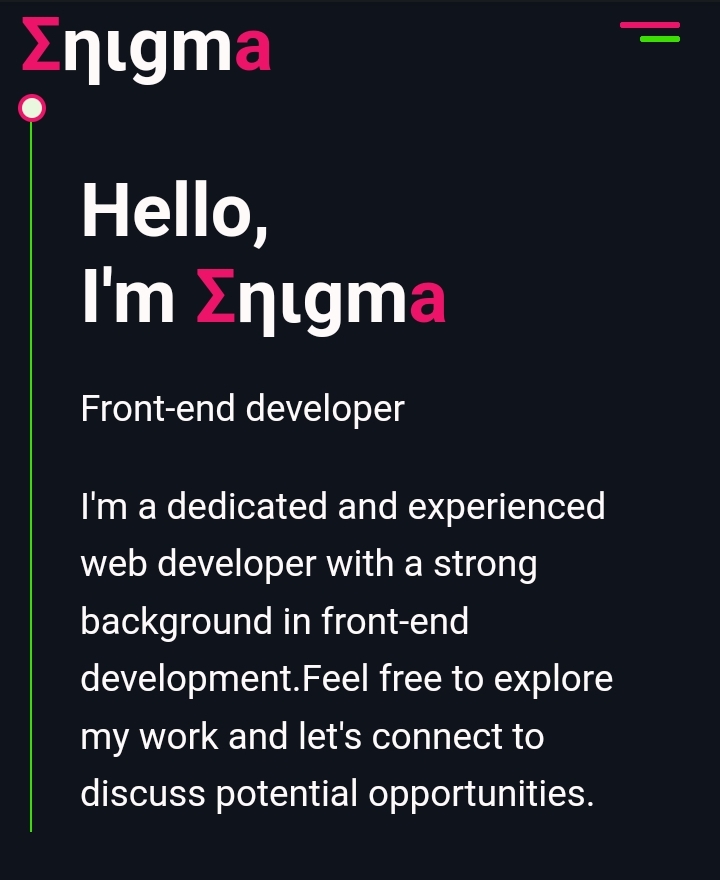 Σηιgma
Hello,
I'm Σηιgma
Front-end developer
I'm a dedicated and experienced
web developer with a strong
background in front-end
development.Feel free to explore
my work and let's connect to
discuss potential opportunities.